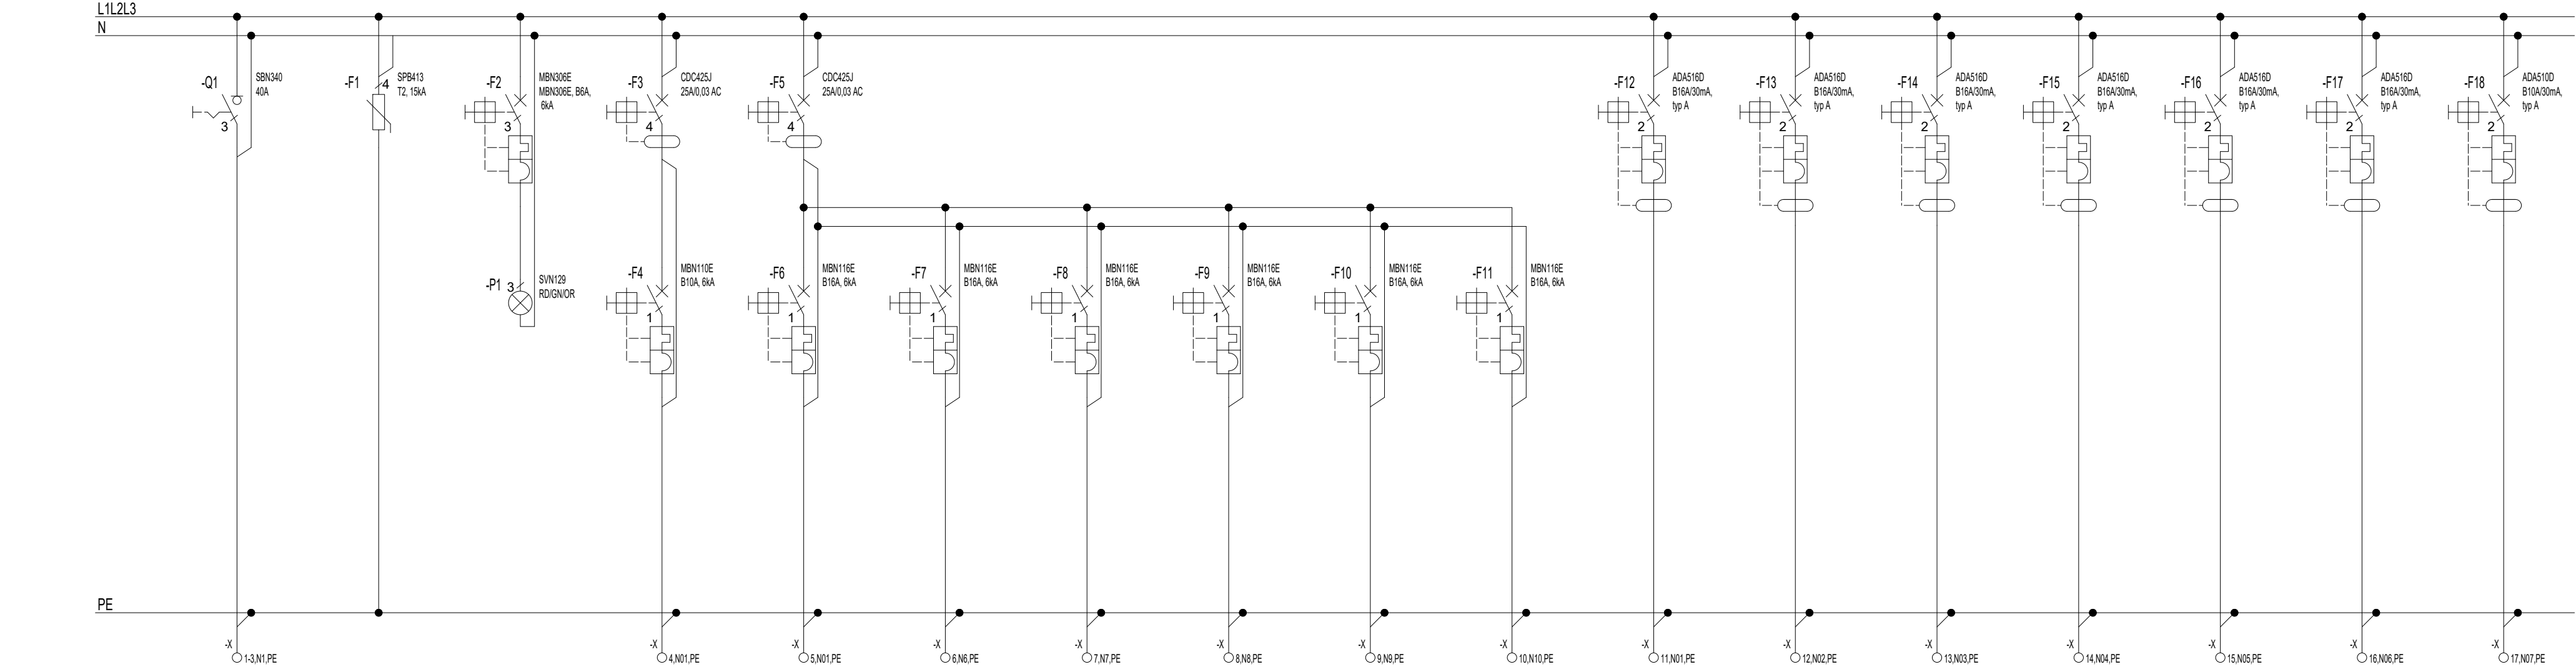 L1L2L3
N
-Q1
SBN340
40A
3
-F1
4
SPB413
T2, 15kA
-F2
MBN306E
MBN306E, B6A,
6kA
3
-F3
CDC425J
25A/0,03 AC
4
-F5
CDC425J
25A/0,03 AC
4
-F12
ADA516D
B16A/30mA,
typ A
2
-F13
ADA516D
B16A/30mA,
typ A
2
-F14
ADA516D
B16A/30mA,
typ A
2
-F15
ADA516D
B16A/30mA,
typ A
2
-F16
ADA516D
B16A/30mA,
typ A
2
-F17
ADA516D
B16A/30mA,
typ A
2
-F18
ADA510D
B10A/30mA,
typ A
2
-P1
3
SVN129
RD/GN/OR
-F4
MBN110E
B10A, 6kA
1
-F6
MBN116E
B16A, 6kA
1
-F7
MBN116E
B16A, 6kA
1
-F8
MBN116E
B16A, 6kA
1
-F9
MBN116E
B16A, 6kA
1
-F10
MBN116E
B16A, 6kA
1
-F11
MBN116E
B16A, 6kA
1
PE
-X
1-3,N1,PE
-X
4,N01,PE
-X
5,N01,PE
-X
6,N6,PE
-X
7,N7,PE
-X
8,N8,PE
-X
9,N9,PE
-X
10,N10,PE
-X
11,N01,PE
-X
12,N02,PE
-X
13,N03,PE
-X
14,N04,PE
-X
15,N05,PE
-X
16,N06,PE
-X
17,N07,PE